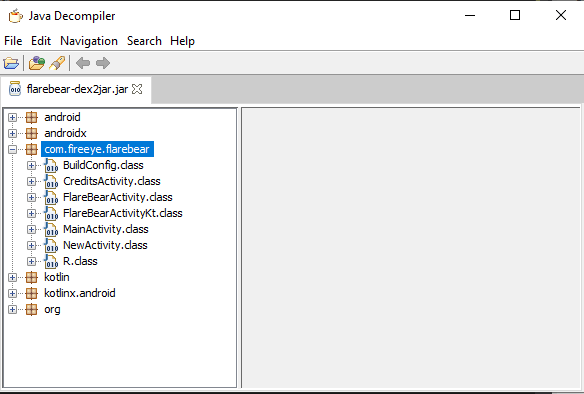 Java Decompiler
File Edit Navigation Search Help
flarebear-dex2jar.jar
android
androidx
com.fireeye.flarebear
BuildConfig.class
CreditsActivity.class
FlareBearActivity.class
FlareBearActivityKt.class
MainActivity.class
NewActivity.class
R.class
kotlin
kotlinx.android
org